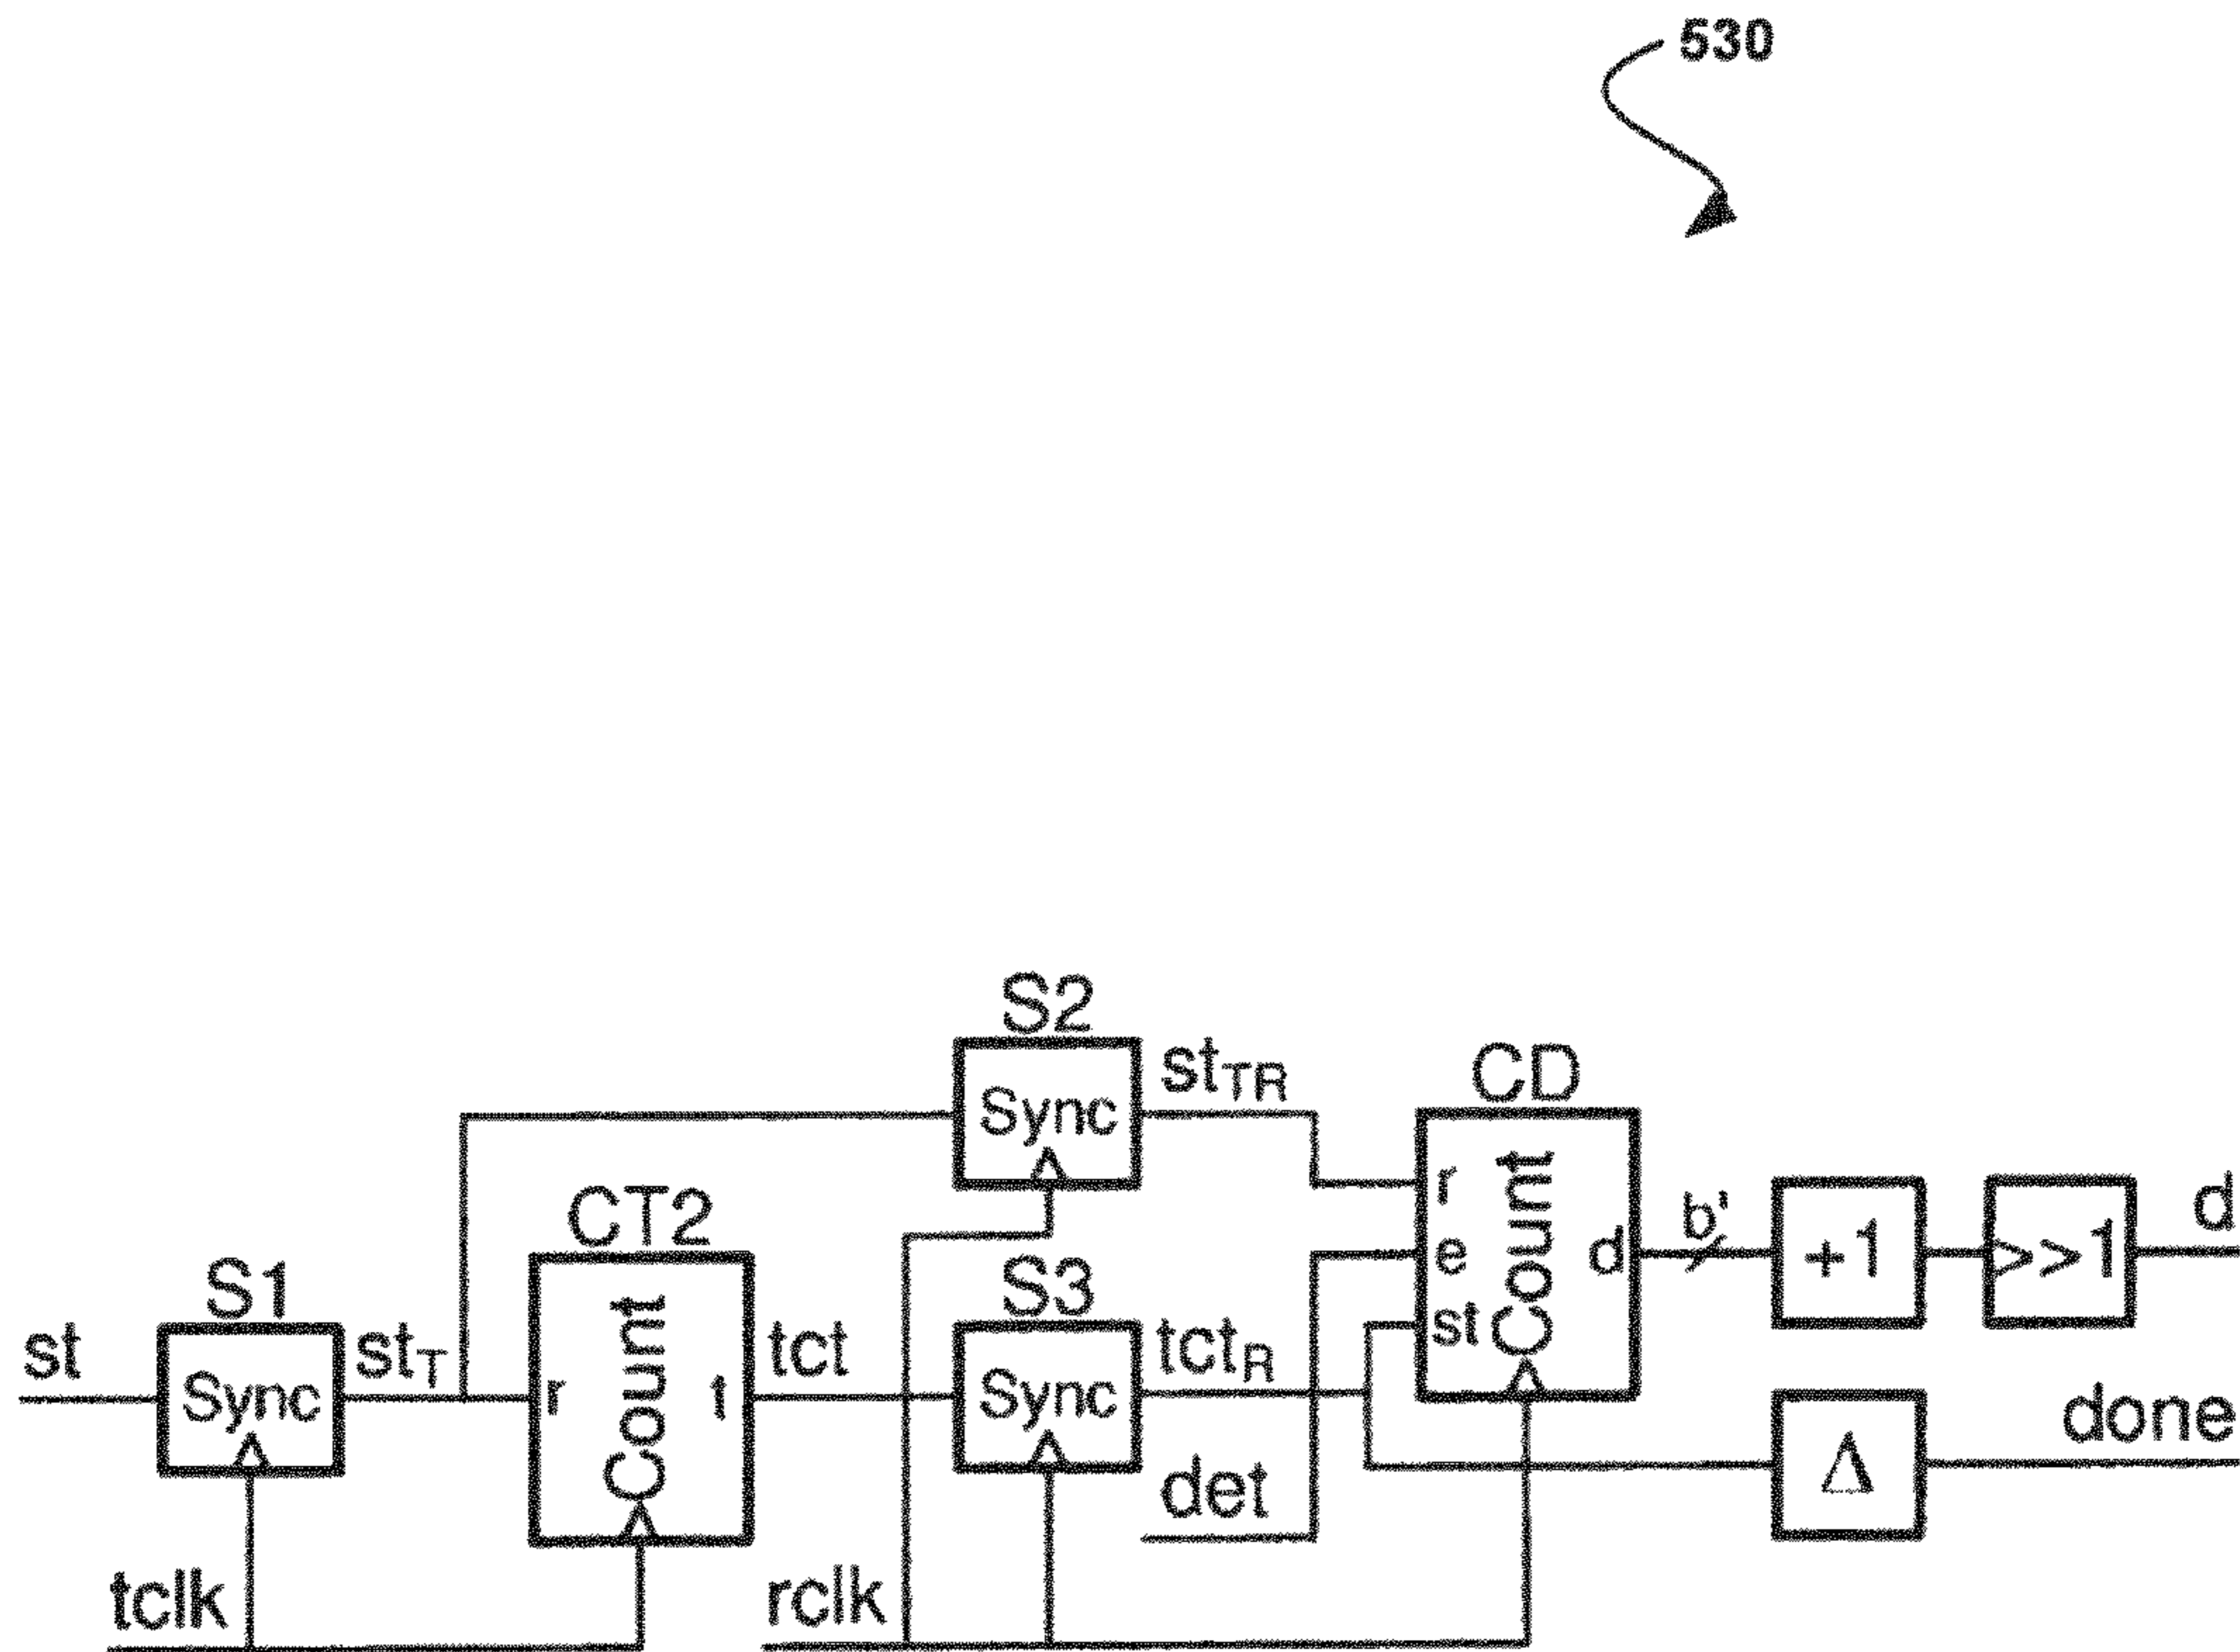 530
S2
Sync
st_TR
CD
r
e
st
Count
d
b'
+1
>>1
d
S1
st
Sync
st_T
CT2
r
Count
t
tct
S3
Sync
tct_R
det
Δ
done
tclk
rclk